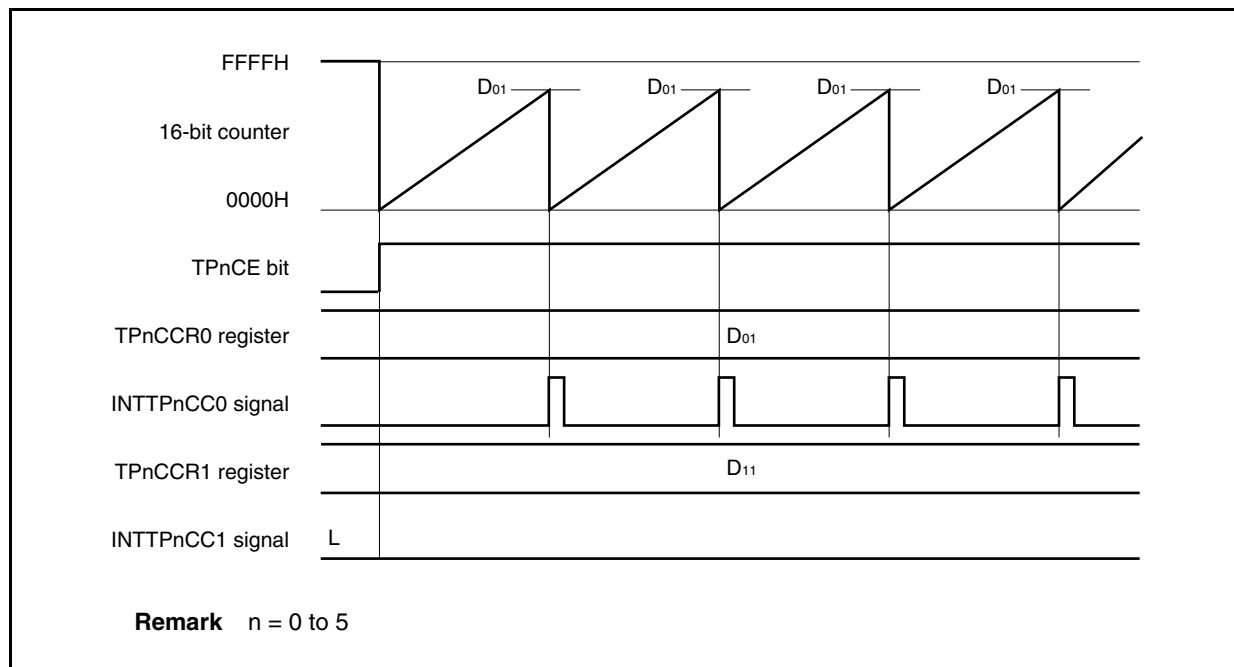 FFFFH
D01 D01 D01 D01
16-bit counter
0000H
TPnCE bit
TPnCCR0 register D01
INTTPnCC0 signal
TPnCCR1 register D11
INTTPnCC1 signal L
Remark n = 0 to 5